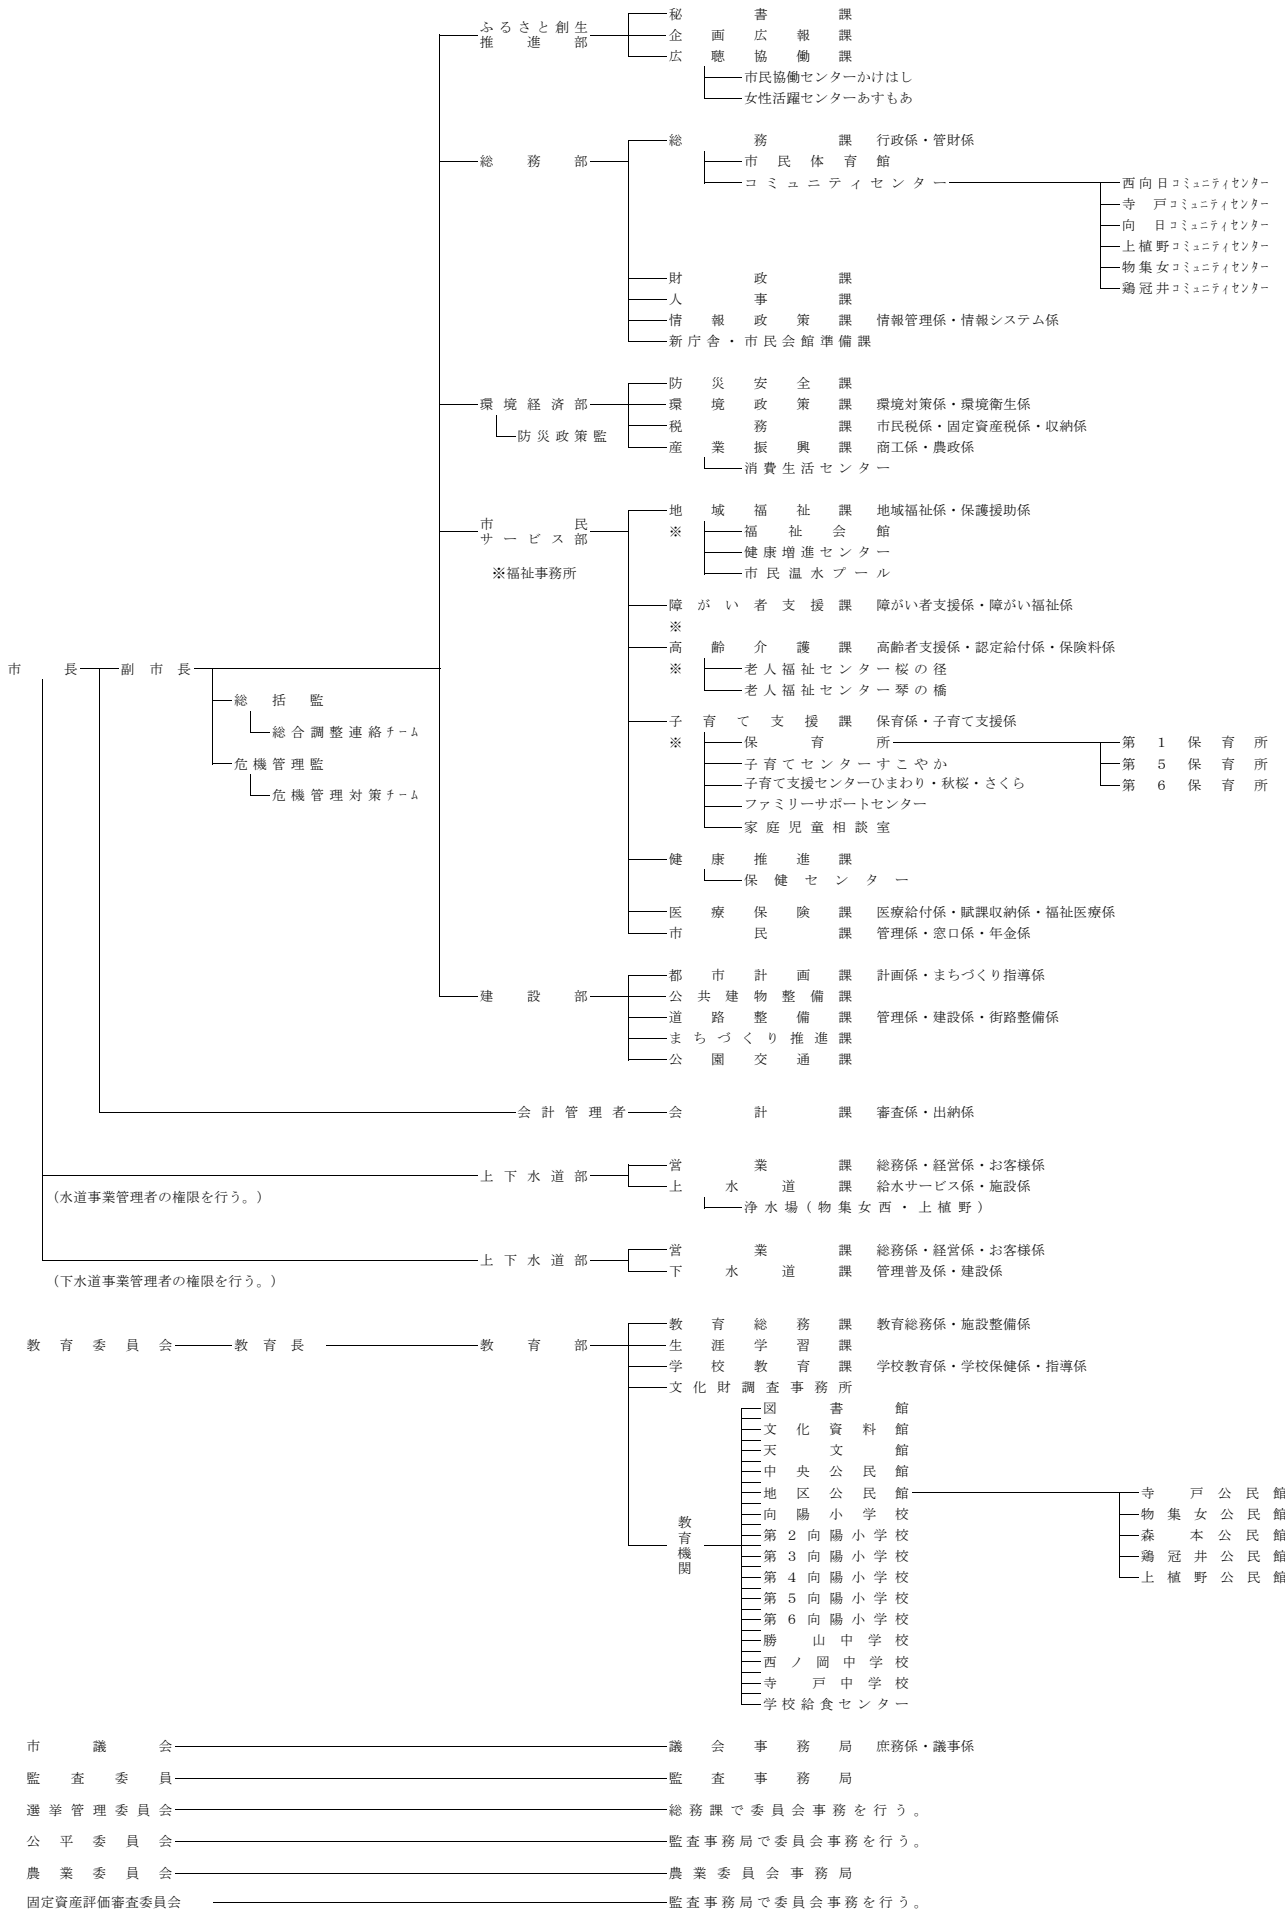 ふるさと創生
推進部
秘書課
企画広報課
広聴協働課
市民協働センターかけはし
女性活躍センターあすもあ
総務部
総務課 行政係・管財係
市民体育館
コミュニティセンター
西向日コミュニティセンター
寺戸コミュニティセンター
向日コミュニティセンター
上植野コミュニティセンター
物集女コミュニティセンター
鶏冠井コミュニティセンター
財政課
人事課
情報政策課 情報管理係・情報システム係
新庁舎・市民会館準備課
環境経済部
防災政策監
防災安全課
環境政策課 環境対策係・環境衛生係
税務課 市民税係・固定資産税係・収納係
産業振興課 商工係・農政係
消費生活センター
市民
サービス部
※福祉事務所
地域福祉課 地域福祉係・保護援助係
※ 福祉会館
健康増進センター
市民温水プール
障がい者支援課 障がい者支援係・障がい福祉係
※
高齢介護課 高齢者支援係・認定給付係・保険料係
※ 老人福祉センター桜の径
老人福祉センター琴の橋
市長 副市長
総括監
総合調整連絡チーム
危機管理監
危機管理対策チーム
子育て支援課 保育係・子育て支援係
※ 保育所
第1保育所
第5保育所
第6保育所
子育てセンターすこやか
子育て支援センターひまわり・秋桜・さくら
ファミリーサポートセンター
家庭児童相談室
健康推進課
保健センター
医療保険課 医療給付係・賦課収納係・福祉医療係
市民課 管理係・窓口係・年金係
建設部
都市計画課 計画係・まちづくり指導係
公共建物整備課
道路整備課 管理係・建設係・街路整備係
まちづくり推進課
公園交通課
会計管理者 会計課 審査係・出納係
上下水道部
（水道事業管理者の権限を行う。）
営業課 総務係・経営係・お客様係
上水道課 給水サービス係・施設係
浄水場(物集女西・上植野)
上下水道部
（下水道事業管理者の権限を行う。）
営業課 総務係・経営係・お客様係
下水道課 管理普及係・建設係
教育委員会 教育長 教育部
教育総務課 教育総務係・施設整備係
生涯学習課
学校教育課 学校教育係・学校保健係・指導係
文化財調査事務所
教育機関
図書館
文化資料館
天文館
中央公民館
地区公民館
寺戸公民館
物集女公民館
森本公民館
鶏冠井公民館
上植野公民館
向陽小学校
第2向陽小学校
第3向陽小学校
第4向陽小学校
第5向陽小学校
第6向陽小学校
勝山中学校
西ノ岡中学校
寺戸中学校
学校給食センター
市議会 議会事務局 庶務係・議事係
監査委員 監査事務局
選挙管理委員会 総務課で委員会事務を行う。
公平委員会 監査事務局で委員会事務を行う。
農業委員会 農業委員会事務局
固定資産評価審査委員会 監査事務局で委員会事務を行う。